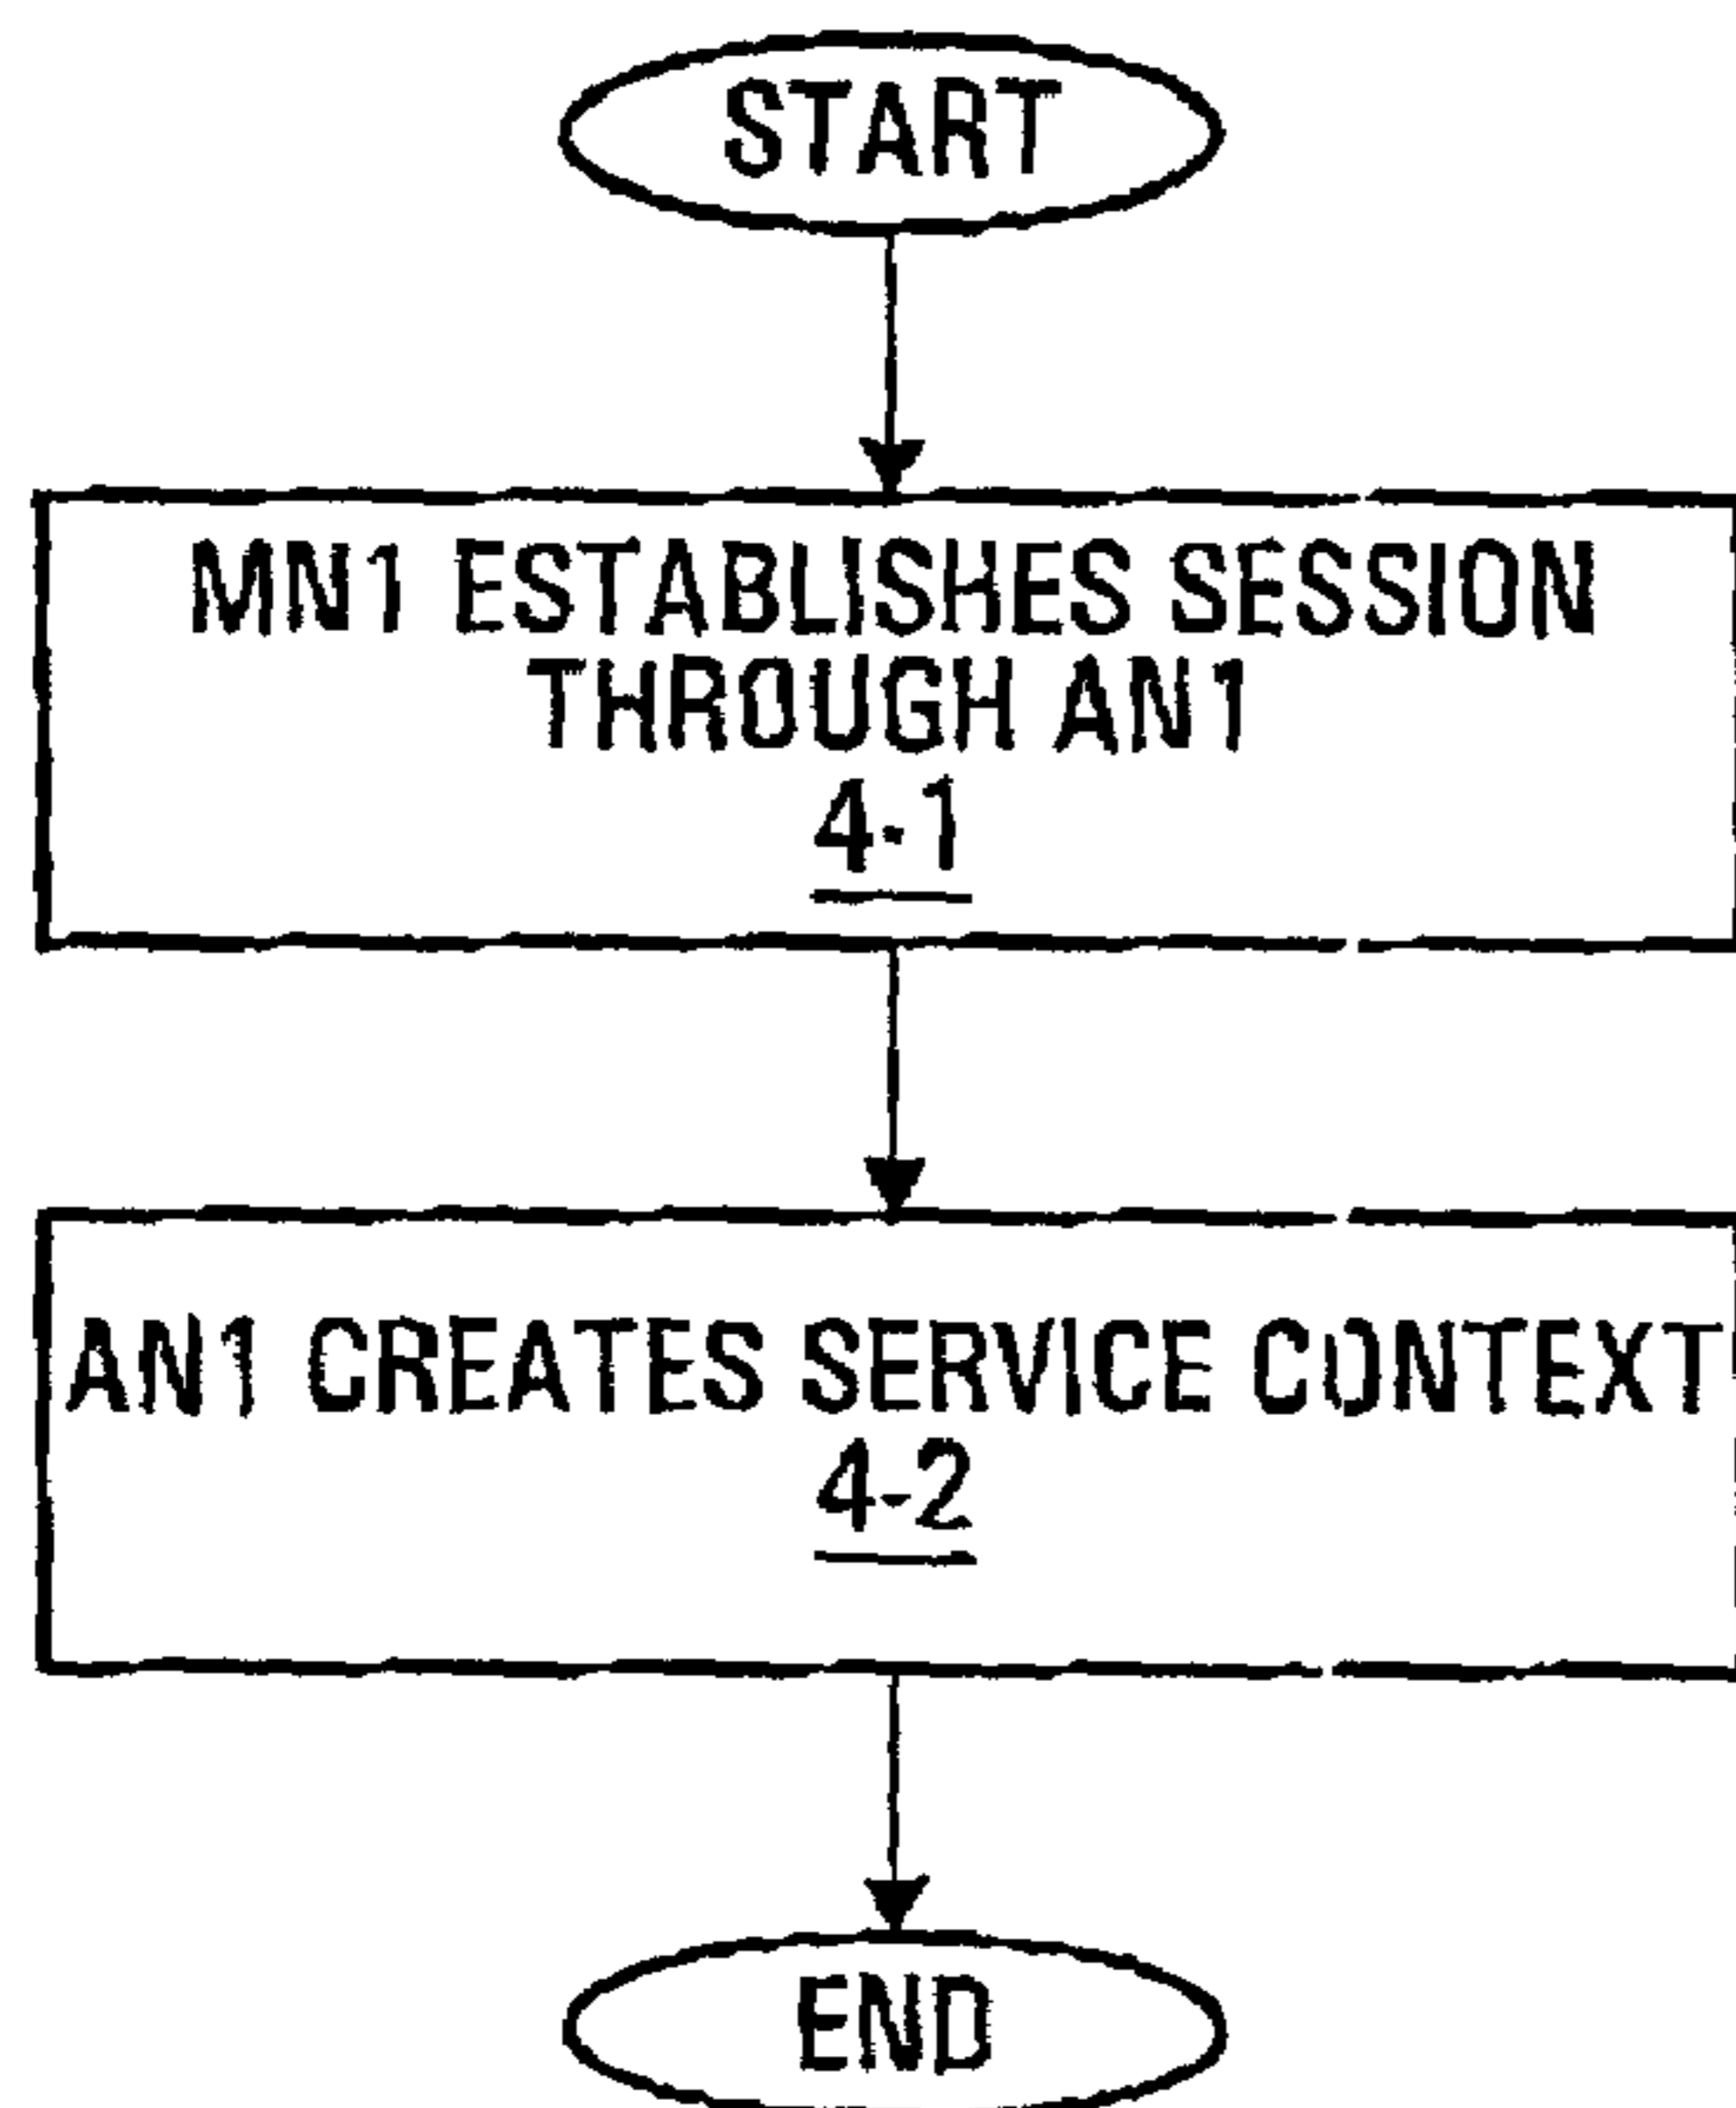 START
MN1 ESTABLISHES SESSION
THROUGH AN1
4-1
AN1 CREATES SERVICE CONTEXT
4-2
END